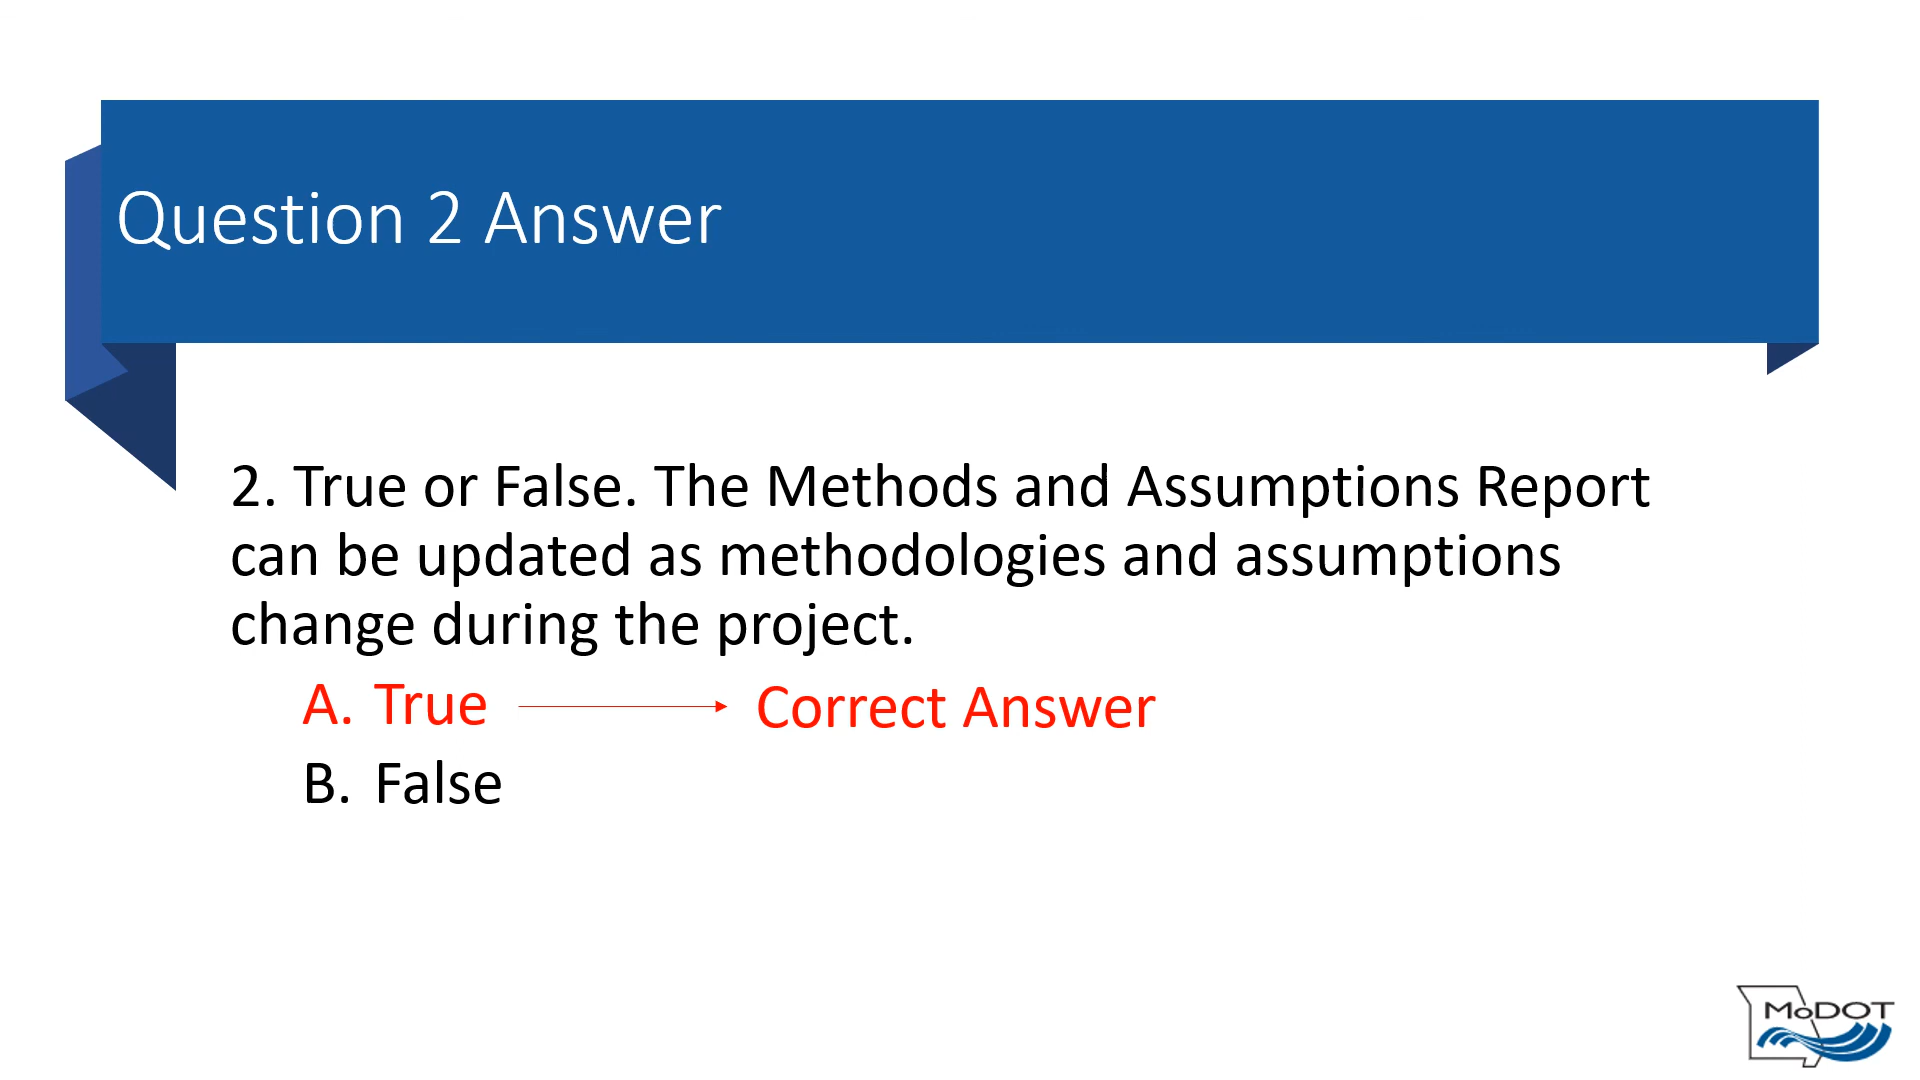 Question 2 Answer
2. True or False. The Methods and Assumptions Report
can be updated as methodologies and assumptions
change during the project.
A. True
Correct Answer
B. False
MoDOT